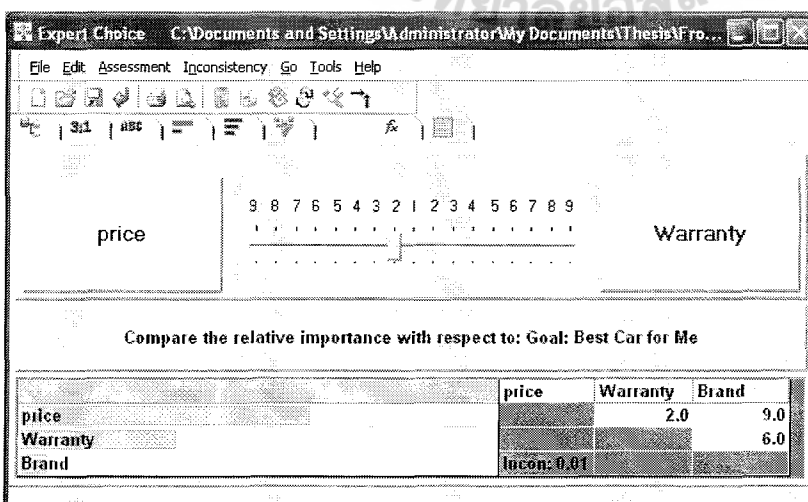 Expert Choice C:\Documents and Settings\Administrator\My Documents\Thesis\Fro...
File Edit Assessment Inconsistency Go Tools Help
3:1 ABC fx
9 8 7 6 5 4 3 2 1 2 3 4 5 6 7 8 9
price Warranty
Compare the relative importance with respect to: Goal: Best Car for Me
price Warranty Brand
price 2.0 9.0
Warranty 6.0
Brand Incon: 0.01